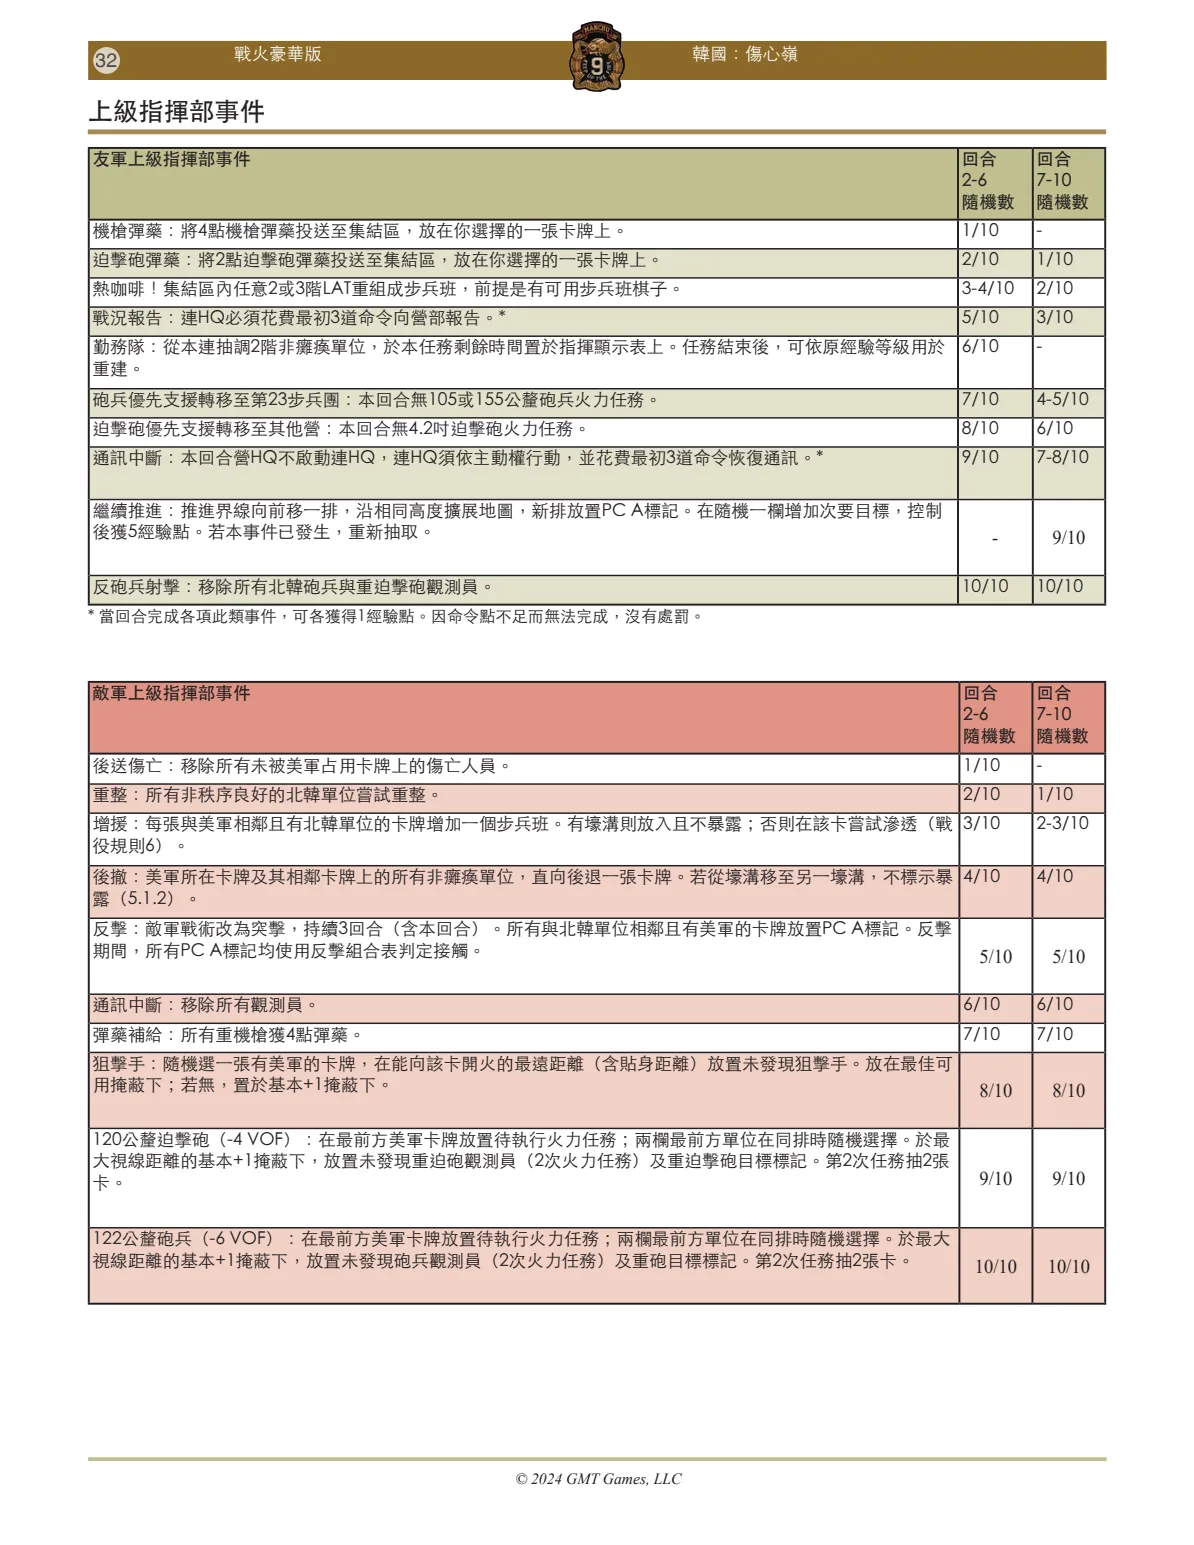 32
戰火豪華版
韓國：傷心嶺
MANCHU
9
上級指揮部事件
友軍上級指揮部事件
回合
2-6
隨機數
回合
7-10
隨機數
機槍彈藥：將4點機槍彈藥投送至集結區，放在你選擇的一張卡牌上。 1/10 -
迫擊砲彈藥：將2點迫擊砲彈藥投送至集結區，放在你選擇的一張卡牌上。 2/10 1/10
熱咖啡！集結區內任意2或3階LAT重組成步兵班，前提是有可用步兵班棋子。 3-4/10 2/10
戰況報告：連HQ必須花費最初3道命令向營部報告。* 5/10 3/10
勤務隊：從本連抽調2階非癱瘓單位，於本任務剩餘時間置於指揮顯示表上。任務結束後，可依原經驗等級用於 6/10 -
重建。
砲兵優先支援轉移至第23步兵團：本回合無105或155公釐砲兵火力任務。 7/10 4-5/10
迫擊砲優先支援轉移至其他營：本回合無4.2吋迫擊砲火力任務。 8/10 6/10
通訊中斷：本回合營HQ不啟動連HQ，連HQ須依主動權行動，並花費最初3道命令恢復通訊。* 9/10 7-8/10
繼續推進：推進界線向前移一排，沿相同高度擴展地圖，新排放置PC A標記。在隨機一欄增加次要目標，控制
後獲5經驗點。若本事件已發生，重新抽取。 - 9/10
反砲兵射擊：移除所有北韓砲兵與重迫擊砲觀測員。 10/10 10/10
* 當回合完成各項此類事件，可各獲得1經驗點。因命令點不足而無法完成，沒有處罰。
敵軍上級指揮部事件
回合
2-6
隨機數
回合
7-10
隨機數
後送傷亡：移除所有未被美軍占用卡牌上的傷亡人員。 1/10 -
重整：所有非秩序良好的北韓單位嘗試重整。 2/10 1/10
增援：每張與美軍相鄰且有北韓單位的卡牌增加一個步兵班。有壕溝則放入且不暴露；否則在該卡嘗試滲透（戰 3/10 2-3/10
役規則6）。
後撤：美軍所在卡牌及其相鄰卡牌上的所有非癱瘓單位，直向後退一張卡牌。若從壕溝移至另一壕溝，不標示暴 4/10 4/10
露（5.1.2）。
反擊：敵軍戰術改為突擊，持續3回合（含本回合）。所有與北韓單位相鄰且有美軍的卡牌放置PC A標記。反擊
期間，所有PC A標記均使用反擊組合表判定接觸。 5/10 5/10
通訊中斷：移除所有觀測員。 6/10 6/10
彈藥補給：所有重機槍獲4點彈藥。 7/10 7/10
狙擊手：隨機選一張有美軍的卡牌，在能向該卡開火的最遠距離（含貼身距離）放置未發現狙擊手。放在最佳可
用掩蔽下；若無，置於基本+1掩蔽下。 8/10 8/10
120公釐迫擊砲（-4 VOF）：在最前方美軍卡牌放置待執行火力任務；兩欄最前方單位在同排時隨機選擇。於最
大視線距離的基本+1掩蔽下，放置未發現重迫砲觀測員（2次火力任務）及重迫擊砲目標標記。第2次任務抽2張
卡。 9/10 9/10
122公釐砲兵（-6 VOF）：在最前方美軍卡牌放置待執行火力任務；兩欄最前方單位在同排時隨機選擇。於最大
視線距離的基本+1掩蔽下，放置未發現砲兵觀測員（2次火力任務）及重砲目標標記。第2次任務抽2張卡。 10/10 10/10
© 2024 GMT Games, LLC